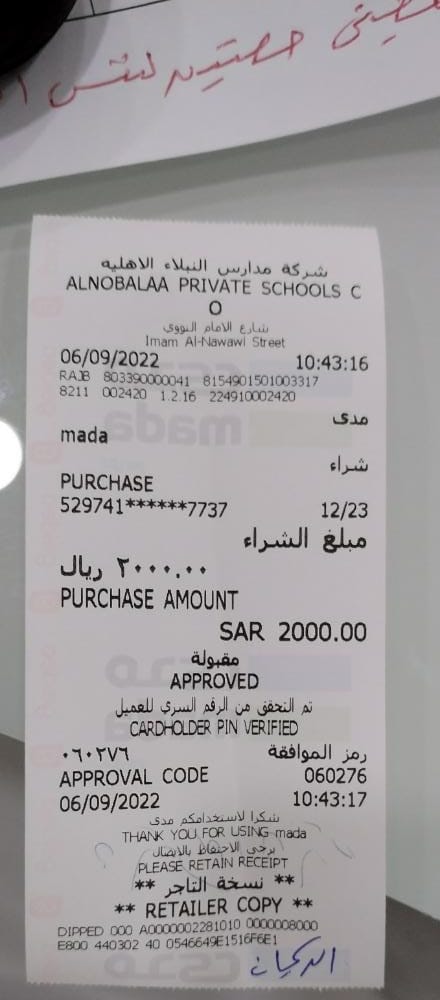 حصتين لنفس
شركة مدارس النبلاء الاهليه
ALNOBALAA PRIVATE SCHOOLS C
O
شارع الامام النووي
Imam Al-Nawawi Street
06/09/2022 10:43:16
RAJB 803390000041 8154901501003317
8211 002420 1.2.16 224910002420
مدى
mada
شراء
PURCHASE
529741******7737 12/23
مبلغ الشراء
٢٠٠٠.٠٠ ريال
PURCHASE AMOUNT
SAR 2000.00
مقبولة
APPROVED
تم التحقق من الرقم السري للعميل
CARDHOLDER PIN VERIFIED
رمز الموافقة ٠٦٠٢٧٦
APPROVAL CODE 060276
06/09/2022 10:43:17
شكرا لاستخدامكم مدى
THANK YOU FOR USING mada
يرجى الاحتفاظ بالايصال
PLEASE RETAIN RECEIPT
** نسخة التاجر **
** RETAILER COPY **
DIPPED 000 A0000002281010 0000008000
E800 440302 40 0546649E1516F6E1